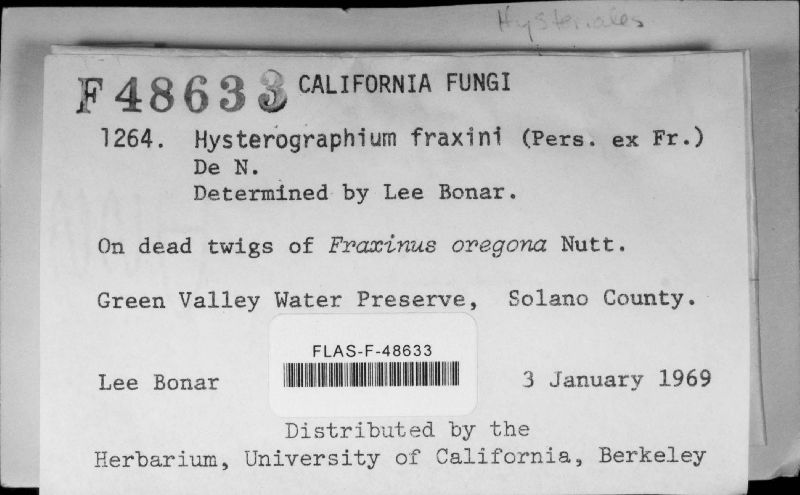 Hysteriales
F48633 CALIFORNIA FUNGI
1264. Hysterographium fraxini (Pers. ex Fr.)
De N.
Determined by Lee Bonar.
On dead twigs of Fraxinus oregona Nutt.
Green Valley Water Preserve, Solano County.
FLAS-F-48633
Lee Bonar 3 January 1969
Distributed by the
Herbarium, University of California, Berkeley